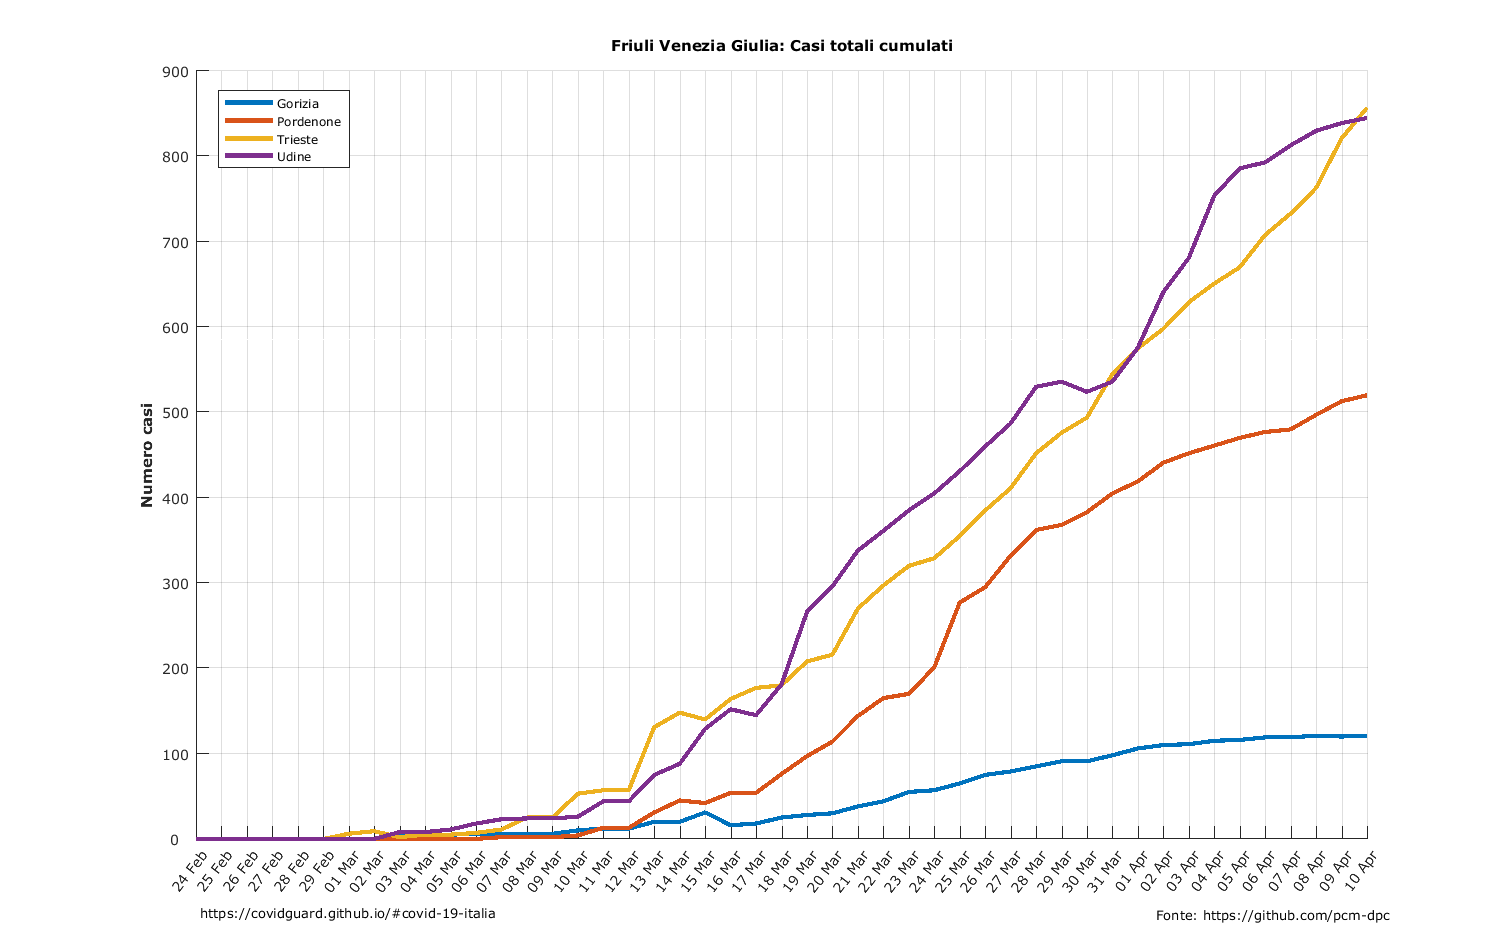 Friuli Venezia Giulia: Casi totali cumulati
900
800
700
600
500
400
300
200
100
0
Numero casi
Gorizia
Pordenone
Trieste
Udine
24 Feb
25 Feb
26 Feb
27 Feb
28 Feb
29 Feb
01 Mar
02 Mar
03 Mar
04 Mar
05 Mar
06 Mar
07 Mar
08 Mar
09 Mar
10 Mar
11 Mar
12 Mar
13 Mar
14 Mar
15 Mar
16 Mar
17 Mar
18 Mar
19 Mar
20 Mar
21 Mar
22 Mar
23 Mar
24 Mar
25 Mar
26 Mar
27 Mar
28 Mar
29 Mar
30 Mar
31 Mar
01 Apr
02 Apr
03 Apr
04 Apr
05 Apr
06 Apr
07 Apr
08 Apr
09 Apr
10 Apr
https://covidguard.github.io/#covid-19-italia
Fonte: https://github.com/pcm-dpc